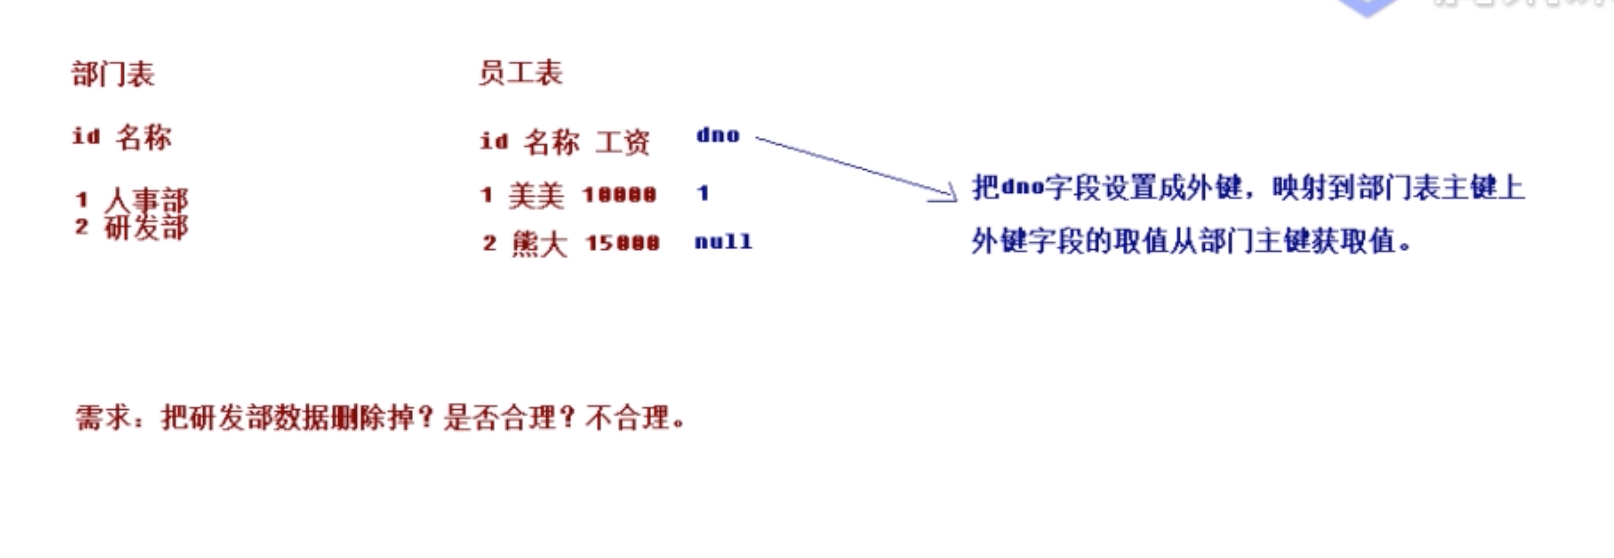 部门表
员工表
id 名称
id 名称 工资 dno
1 人事部
2 研发部
1 美美 10000 1
2 熊大 15000 null
把dno字段设置成外键，映射到部门表主键上
外键字段的取值从部门主键获取值。
需求：把研发部数据删除掉？是否合理？不合理。